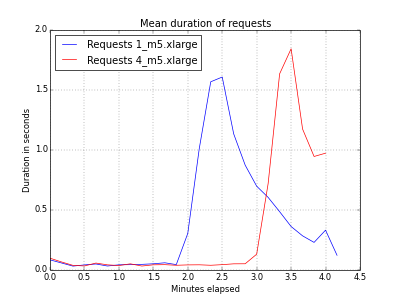 Mean duration of requests
2.0
1.5
1.0
0.5
0.0
Duration in seconds
Requests 1_m5.xlarge
Requests 4_m5.xlarge
0.0 0.5 1.0 1.5 2.0 2.5 3.0 3.5 4.0 4.5
Minutes elapsed